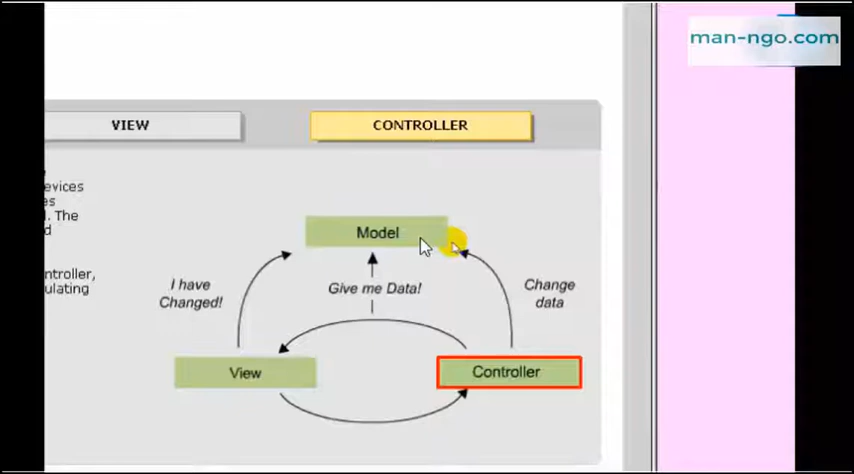 man-ngo.com
VIEW
CONTROLLER
evices
. The
ntroller,
ulating
Model
I have
Changed!
Give me Data!
Change
data
View
Controller